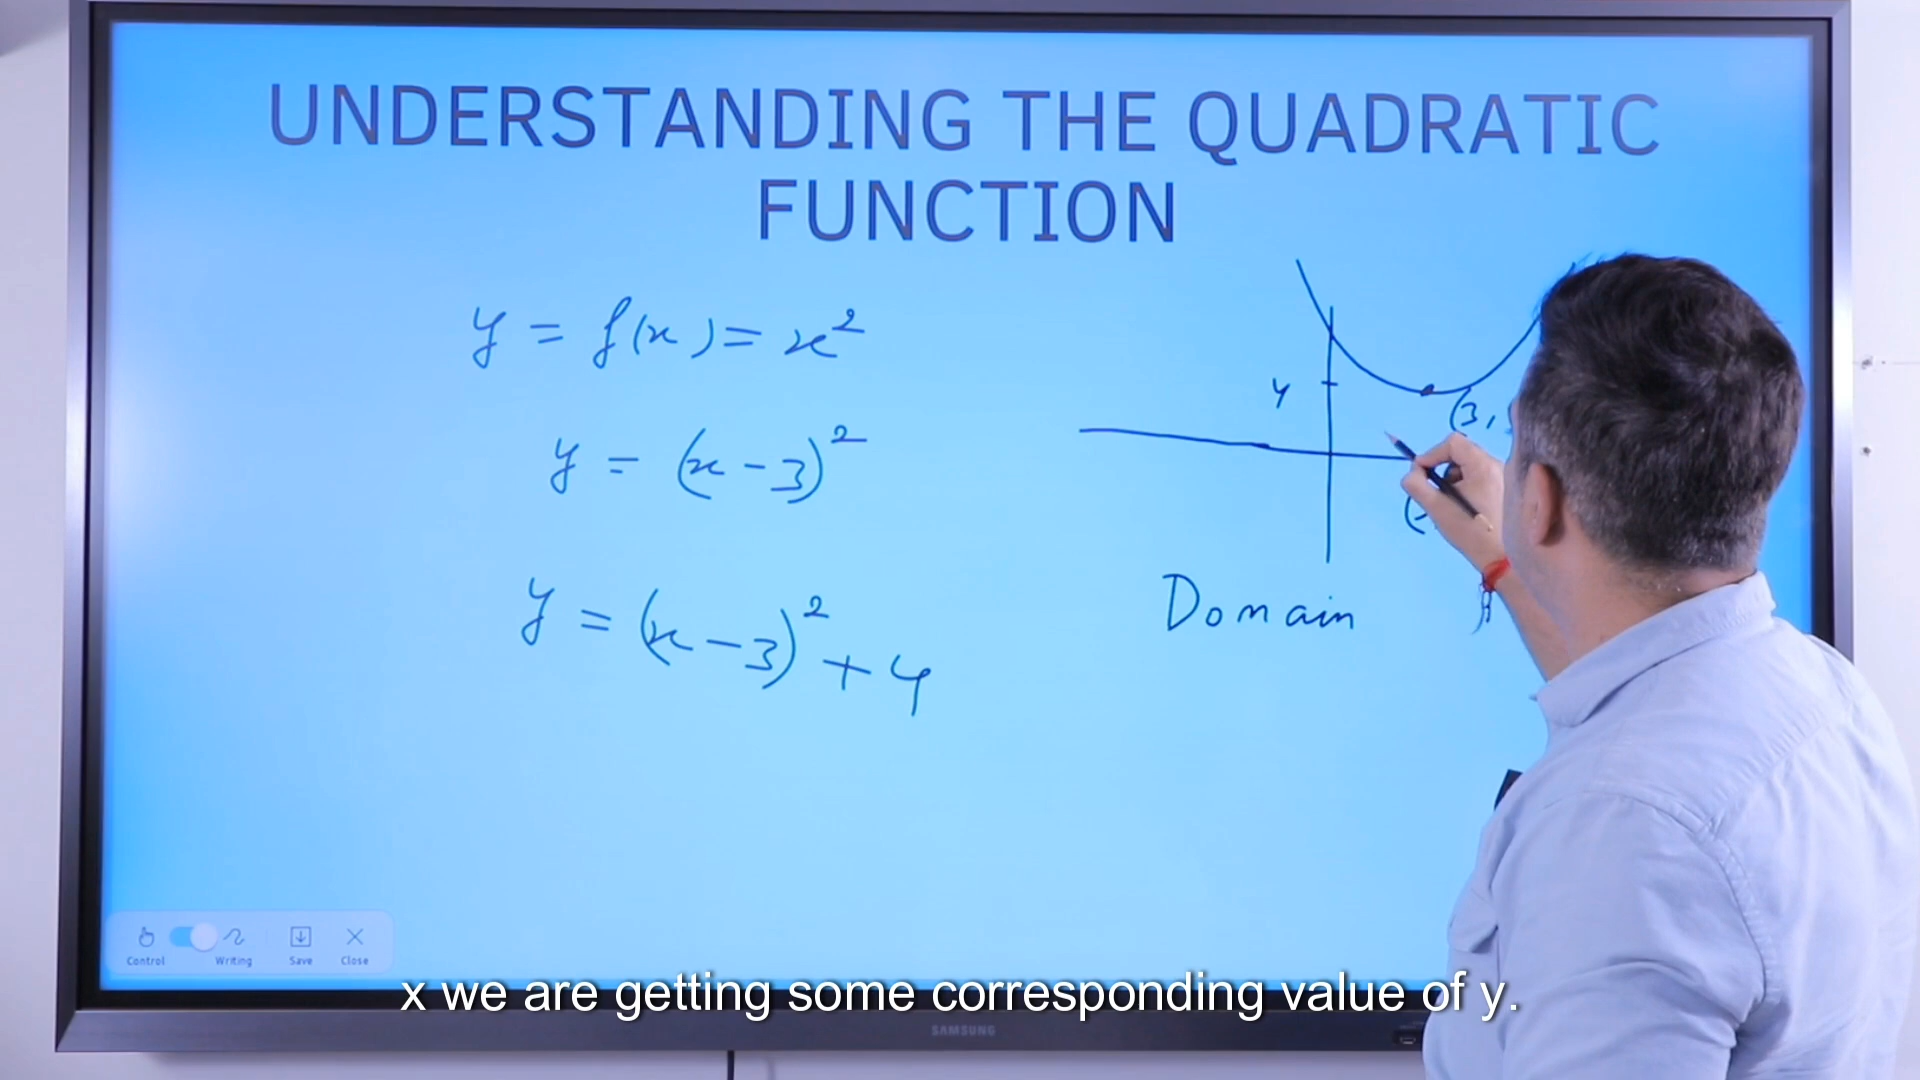 UNDERSTANDING THE QUADRATIC
FUNCTION
y = f(x) = x²
y = (x - 3)²
y = (x - 3)² + 4
4
(3,
Domain
Control Writing Save Close
x we are getting some corresponding value of y.
SAMSUNG